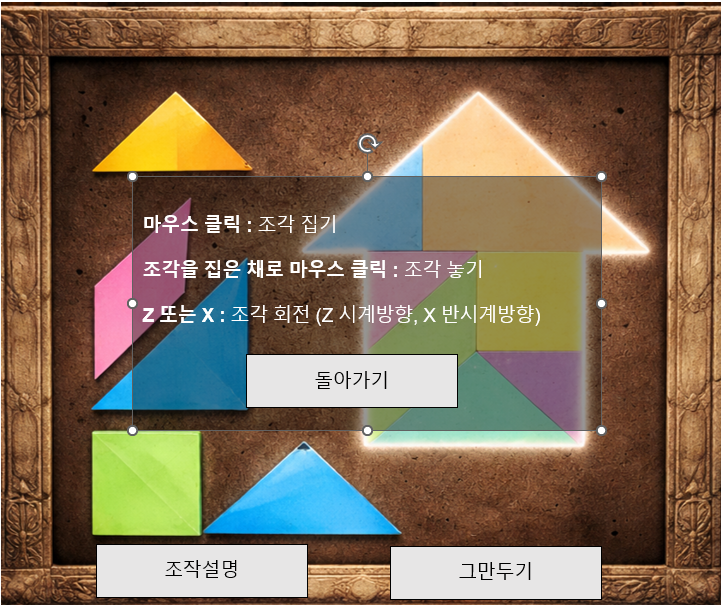 마우스 클릭 : 조각 집기
조각을 집은 채로 마우스 클릭 : 조각 놓기
Z 또는 X : 조각 회전 (Z 시계방향, X 반시계방향)
돌아가기
조작설명
그만두기